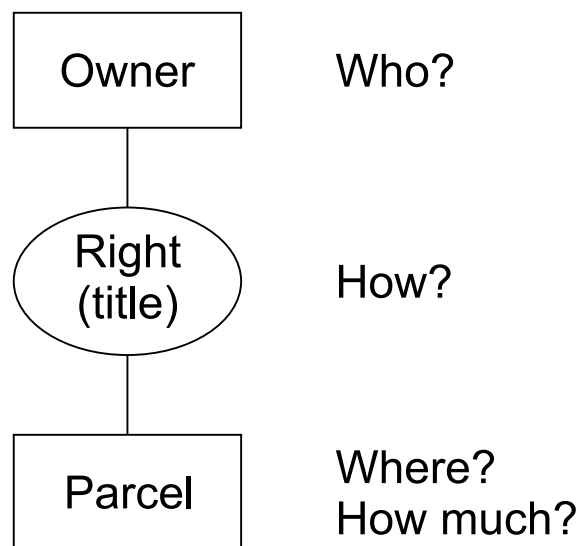 Owner Who?
Right
(title)
How?
Parcel
Where?
How much?